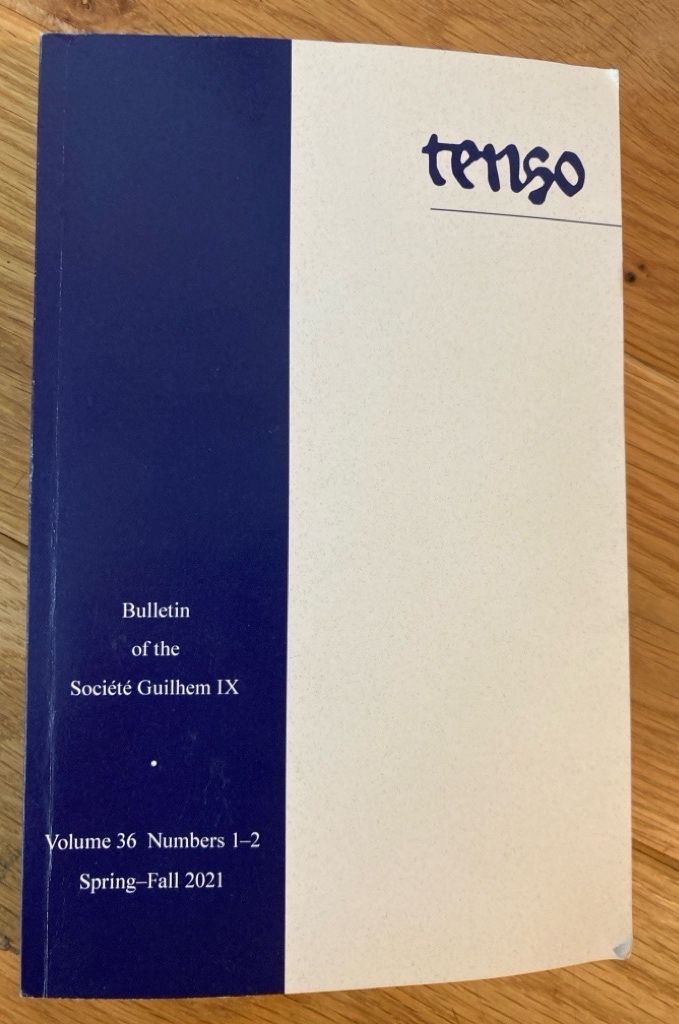 tenso
Bulletin
of the
Société Guilhem IX
•
Volume 36 Numbers 1–2
Spring–Fall 2021